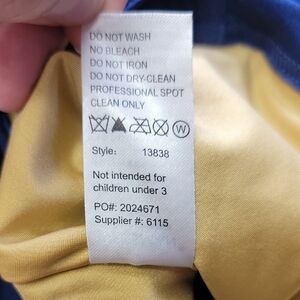 DO NOT WASH
NO BLEACH
DO NOT IRON
DO NOT DRY-CLEAN
PROFESSIONAL SPOT
CLEAN ONLY
W
Style: 13838
Not intended for
children under 3
PO#: 2024671
Supplier #: 6115